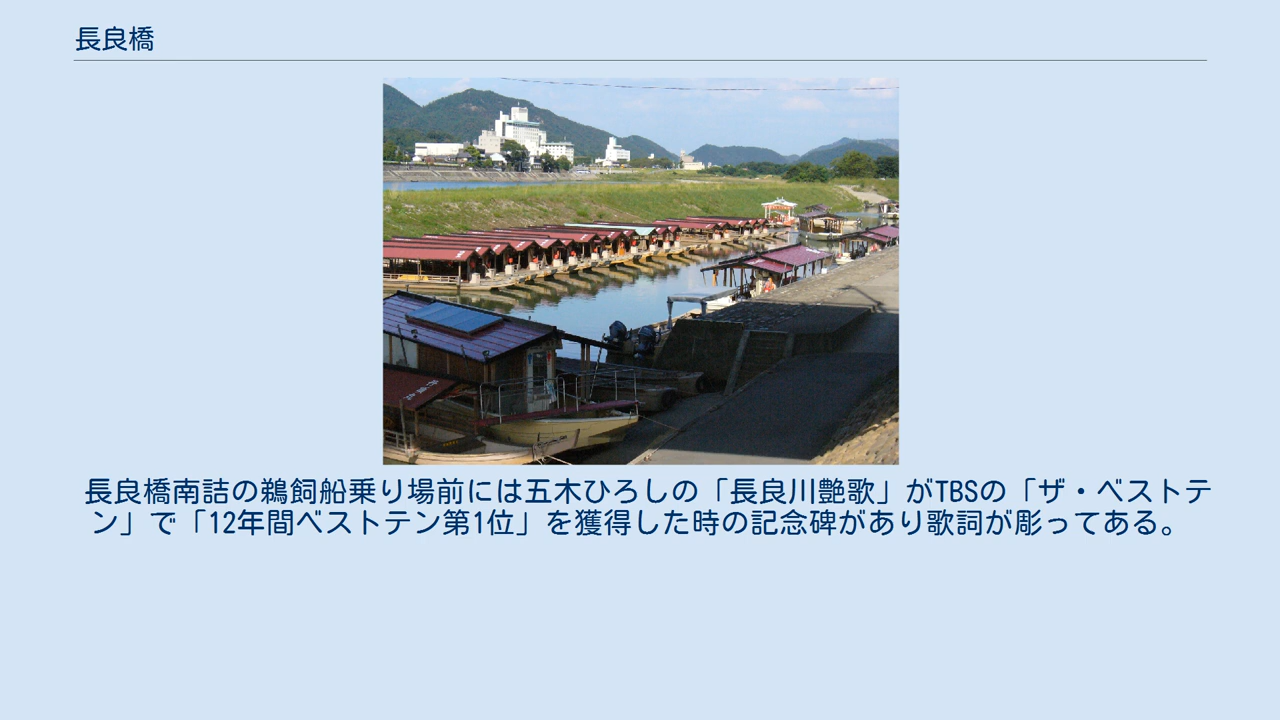 長良橋
長良橋南詰の鵜飼船乗り場前には五木ひろしの「長良川艶歌」がTBSの「ザ・ベストテ
ン」で「12年間ベストテン第1位」を獲得した時の記念碑があり歌詞が彫ってある。